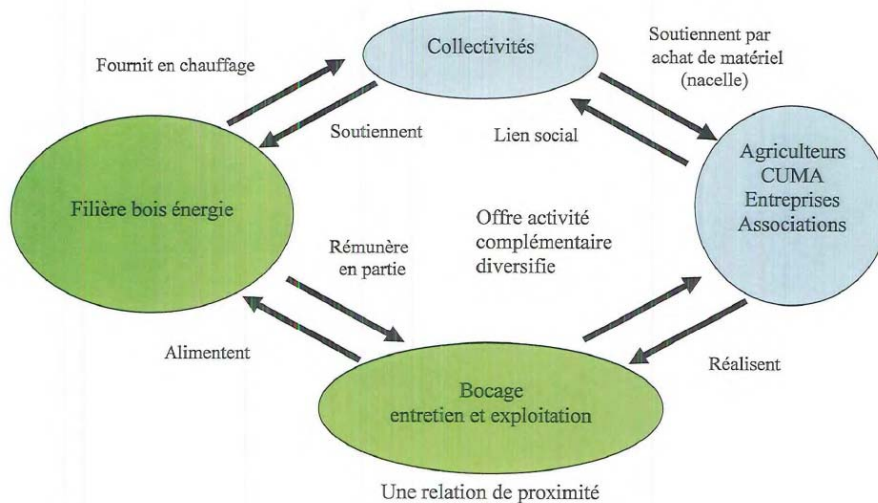 Collectivités
Soutiennent par
achat de matériel
(nacelle)
Fournit en chauffage
Soutiennent
Lien social
Agriculteurs
CUMA
Entreprises
Associations
Filière bois énergie
Offre activité
complémentaire
diversifie
Rémunère
en partie
Alimentent
Réalisent
Bocage
entretien et exploitation
Une relation de proximité